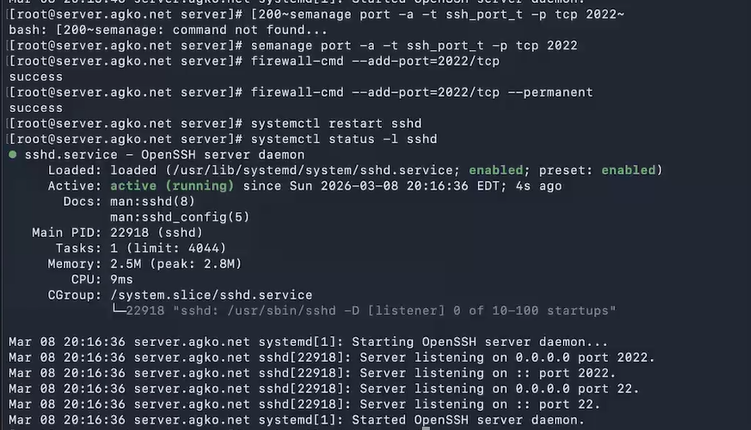 [root@server.agko.net server]# [200~semanage port -a -t ssh_port_t -p tcp 2022~
bash: [200~semanage: command not found...
[root@server.agko.net server]# semanage port -a -t ssh_port_t -p tcp 2022
[root@server.agko.net server]# firewall-cmd --add-port=2022/tcp
success
[root@server.agko.net server]# firewall-cmd --add-port=2022/tcp --permanent
success
[root@server.agko.net server]# systemctl restart sshd
[root@server.agko.net server]# systemctl status -l sshd
● sshd.service - OpenSSH server daemon
Loaded: loaded (/usr/lib/systemd/system/sshd.service; enabled; preset: enabled)
Active: active (running) since Sun 2026-03-08 20:16:36 EDT; 4s ago
Docs: man:sshd(8)
man:sshd_config(5)
Main PID: 22918 (sshd)
Tasks: 1 (limit: 4044)
Memory: 2.5M (peak: 2.8M)
CPU: 9ms
CGroup: /system.slice/sshd.service
└─22918 "sshd: /usr/sbin/sshd -D [listener] 0 of 10-100 startups"
Mar 08 20:16:36 server.agko.net systemd[1]: Starting OpenSSH server daemon...
Mar 08 20:16:36 server.agko.net sshd[22918]: Server listening on 0.0.0.0 port 2022.
Mar 08 20:16:36 server.agko.net sshd[22918]: Server listening on :: port 2022.
Mar 08 20:16:36 server.agko.net sshd[22918]: Server listening on 0.0.0.0 port 22.
Mar 08 20:16:36 server.agko.net sshd[22918]: Server listening on :: port 22.
Mar 08 20:16:36 server.agko.net systemd[1]: Started OpenSSH server daemon.